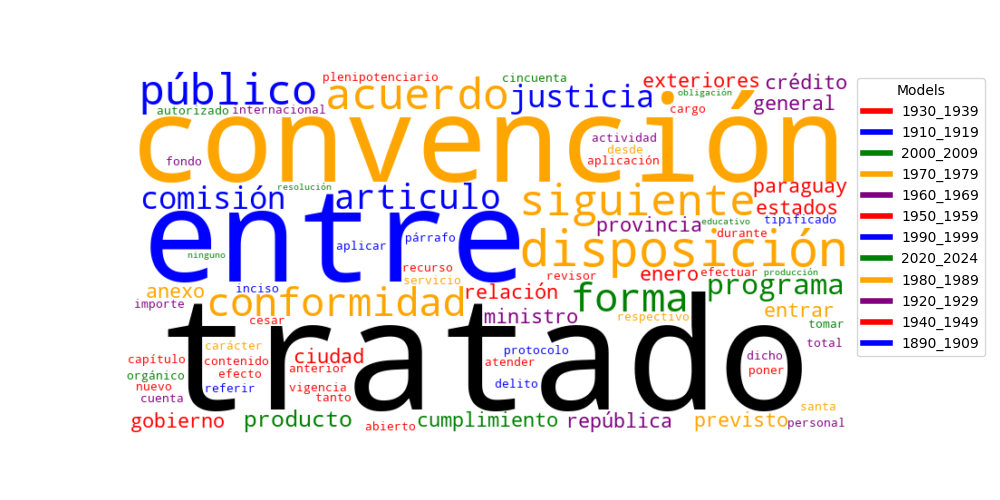 plenipotenciario cincuenta exteriores crédito
público acuerdo justicia obligación general
autorizado internacional cargo
convención
actividad
desde
fondo aplicación
resolución paraguay
comisión articulo siguiente estados
entre provincia educativo tipificado
párrafo durante
aplicar disposición
ninguno recurso revisor enero efectuar producción
servicio
anexo inciso conformidad relación forma programa
importe entrar
cesar ministro respectivo tomar
tratado
carácter protocolo total
capítulo contenido ciudad atender dicho
orgánico efecto anterior poner
nuevo referir vigencia delito
cuenta tanto santa
gobierno producto abierto cumplimiento república previsto personal
Models
1930_1939
1910_1919
2000_2009
1970_1979
1960_1969
1950_1959
1990_1999
2020_2024
1980_1989
1920_1929
1940_1949
1890_1909